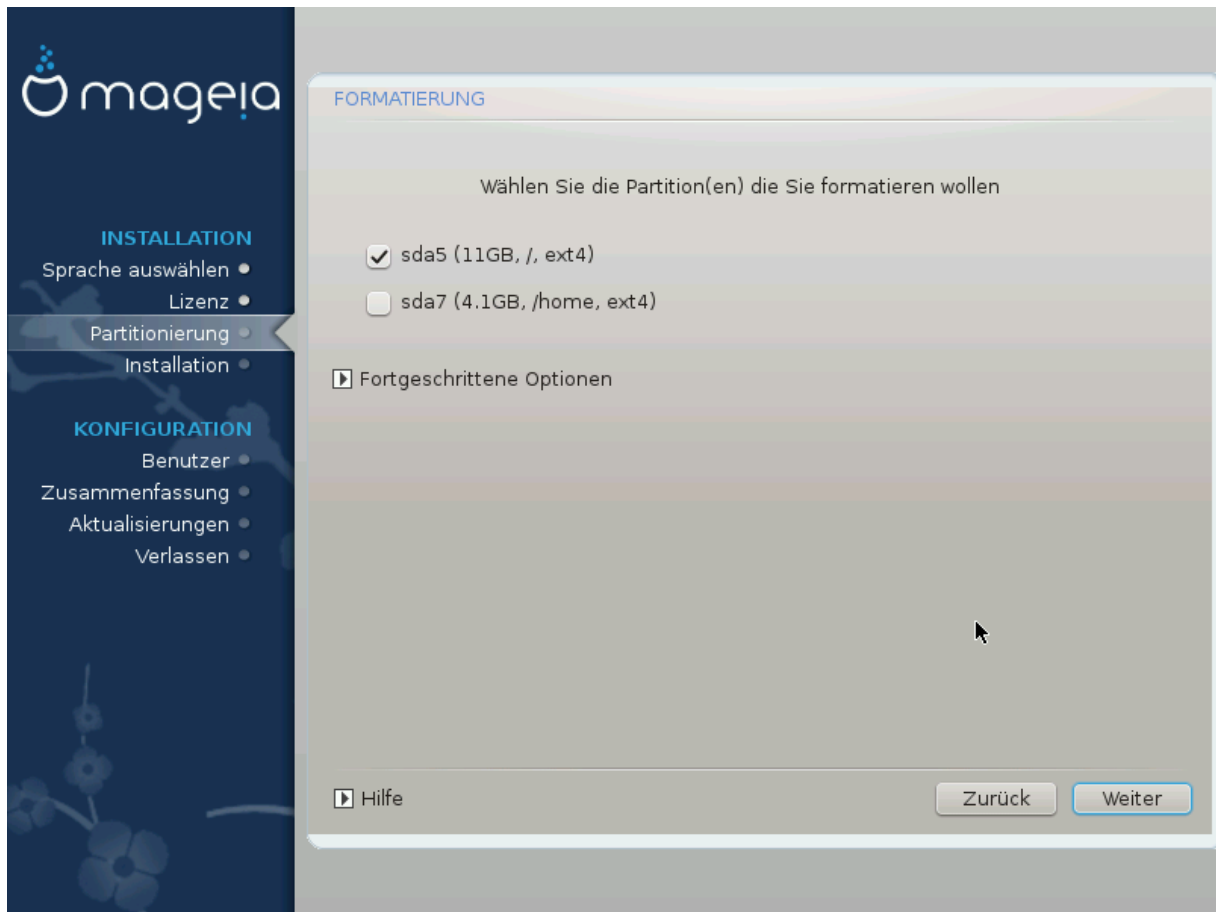 mageia
INSTALLATION
Sprache auswählen
Lizenz
Partitionierung
Installation
KONFIGURATION
Benutzer
Zusammenfassung
Aktualisierungen
Verlassen
FORMATIERUNG
Wählen Sie die Partition(en) die Sie formatieren wollen
sda5 (11GB, /, ext4)
sda7 (4.1GB, /home, ext4)
Fortgeschrittene Optionen
Hilfe
Zurück
Weiter